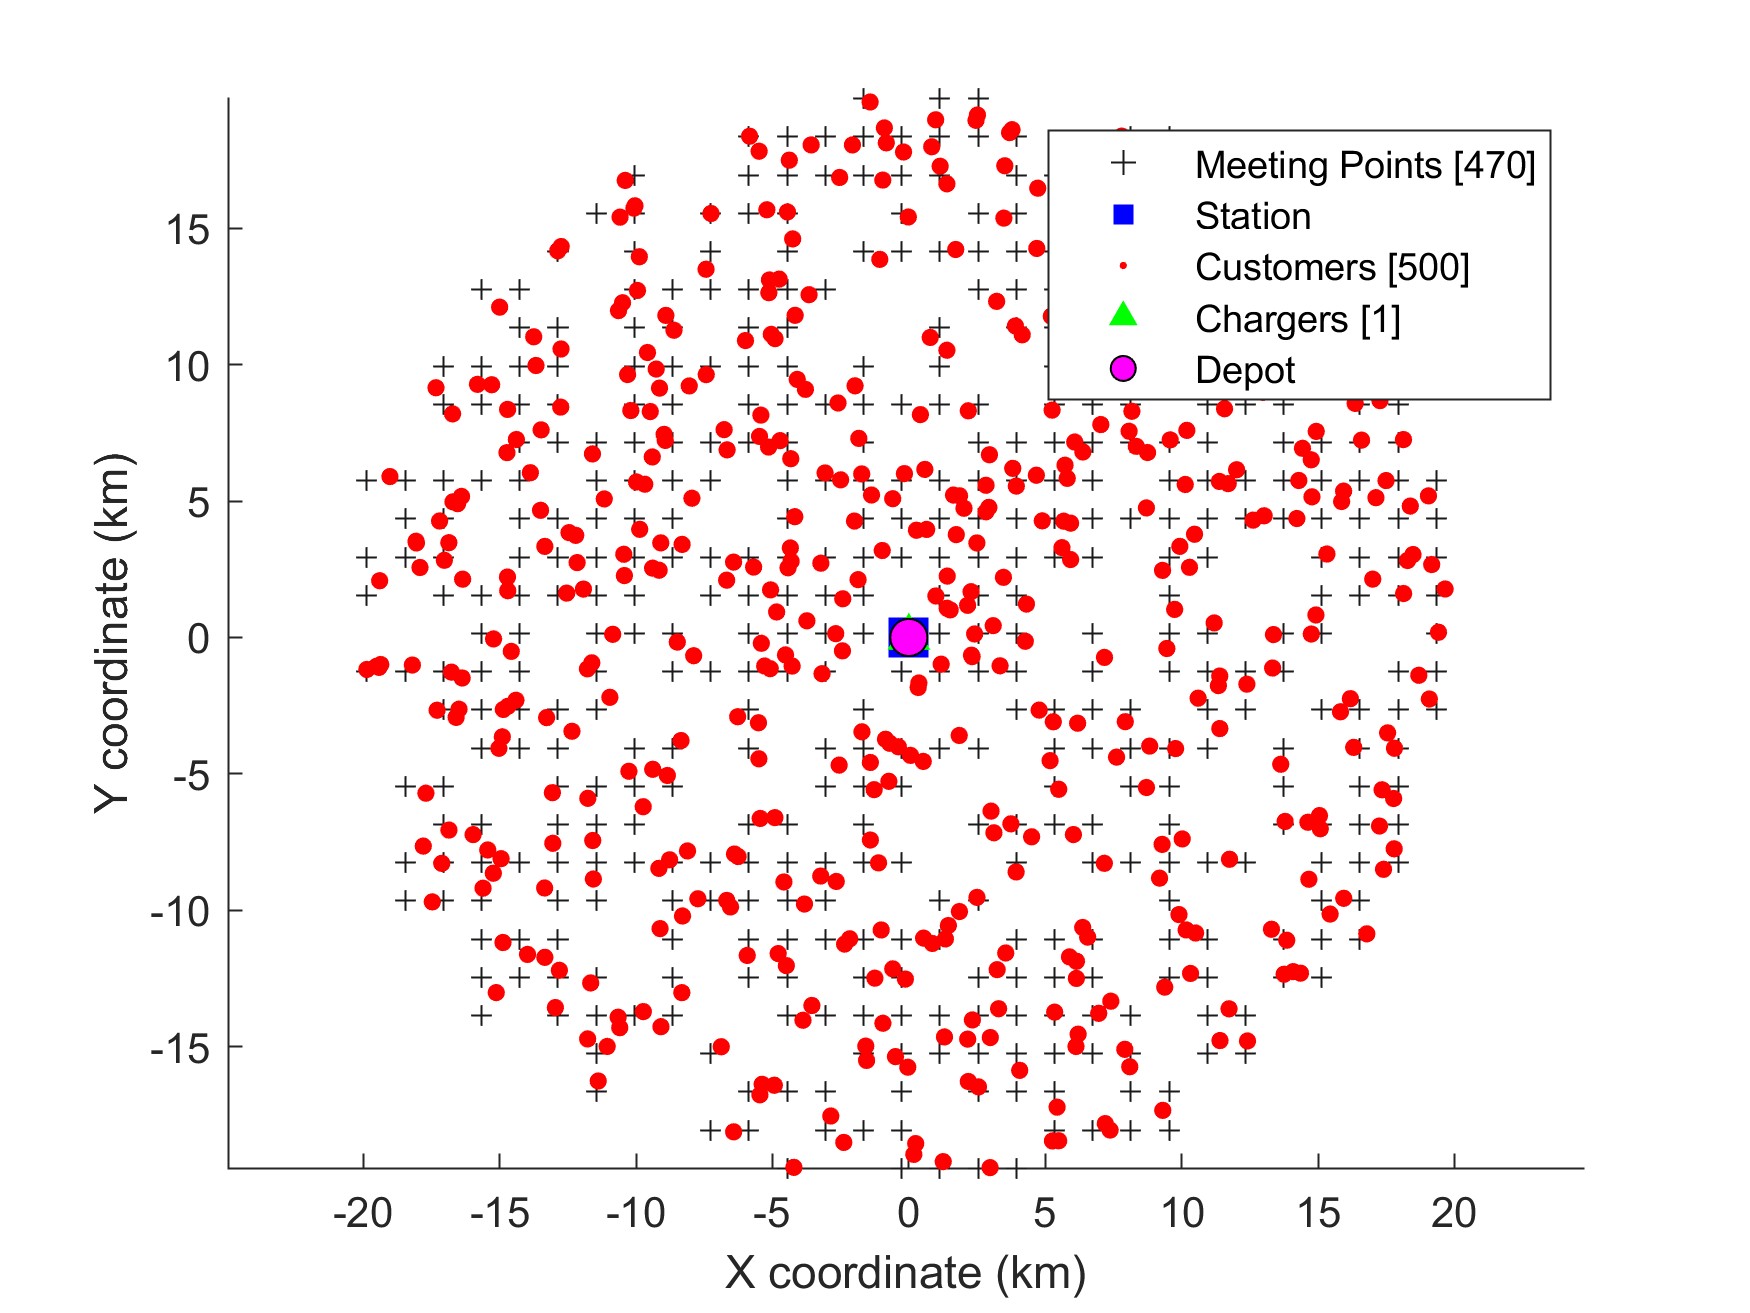 Meeting Points [470]
Station
Customers [500]
Chargers [1]
Depot
15
10
5
0
-5
-10
-15
Y coordinate (km)
-20 -15 -10 -5 0 5 10 15 20
X coordinate (km)